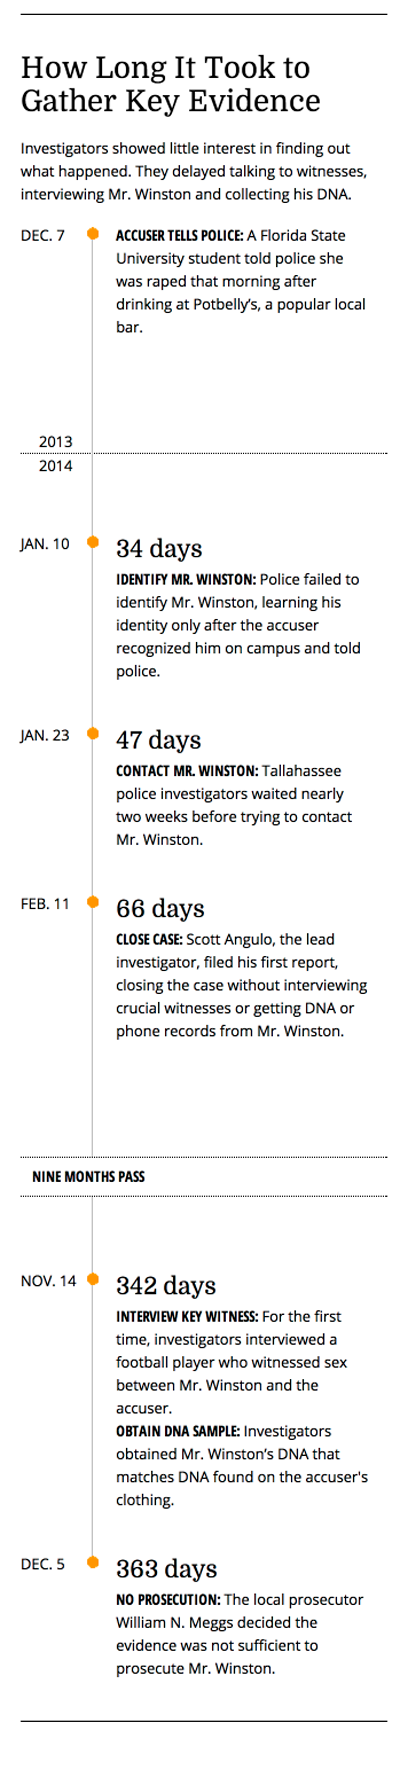 How Long It Took to
Gather Key Evidence
Investigators showed little interest in finding out
what happened. They delayed talking to witnesses,
interviewing Mr. Winston and collecting his DNA.
DEC. 7
ACCUSER TELLS POLICE: A Florida State
University student told police she
was raped that morning after
drinking at Potbelly’s, a popular local
bar.
2013
2014
JAN. 10
34 days
IDENTIFY MR. WINSTON: Police failed to
identify Mr. Winston, learning his
identity only after the accuser
recognized him on campus and told
police.
JAN. 23
47 days
CONTACT MR. WINSTON: Tallahassee
police investigators waited nearly
two weeks before trying to contact
Mr. Winston.
FEB. 11
66 days
CLOSE CASE: Scott Angulo, the lead
investigator, filed his first report,
closing the case without interviewing
crucial witnesses or getting DNA or
phone records from Mr. Winston.
NINE MONTHS PASS
NOV. 14
342 days
INTERVIEW KEY WITNESS: For the first
time, investigators interviewed a
football player who witnessed sex
between Mr. Winston and the
accuser.
OBTAIN DNA SAMPLE: Investigators
obtained Mr. Winston’s DNA that
matches DNA found on the accuser's
clothing.
DEC. 5
363 days
NO PROSECUTION: The local prosecutor
William N. Meggs decided the
evidence was not sufficient to
prosecute Mr. Winston.